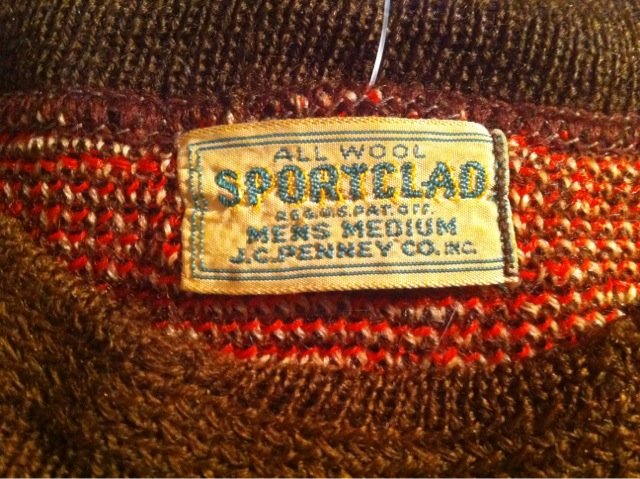 ALL WOOL
SPORTCLAD
REG.U.S.PAT.OFF.
MENS MEDIUM
J.C.PENNEY CO. INC.